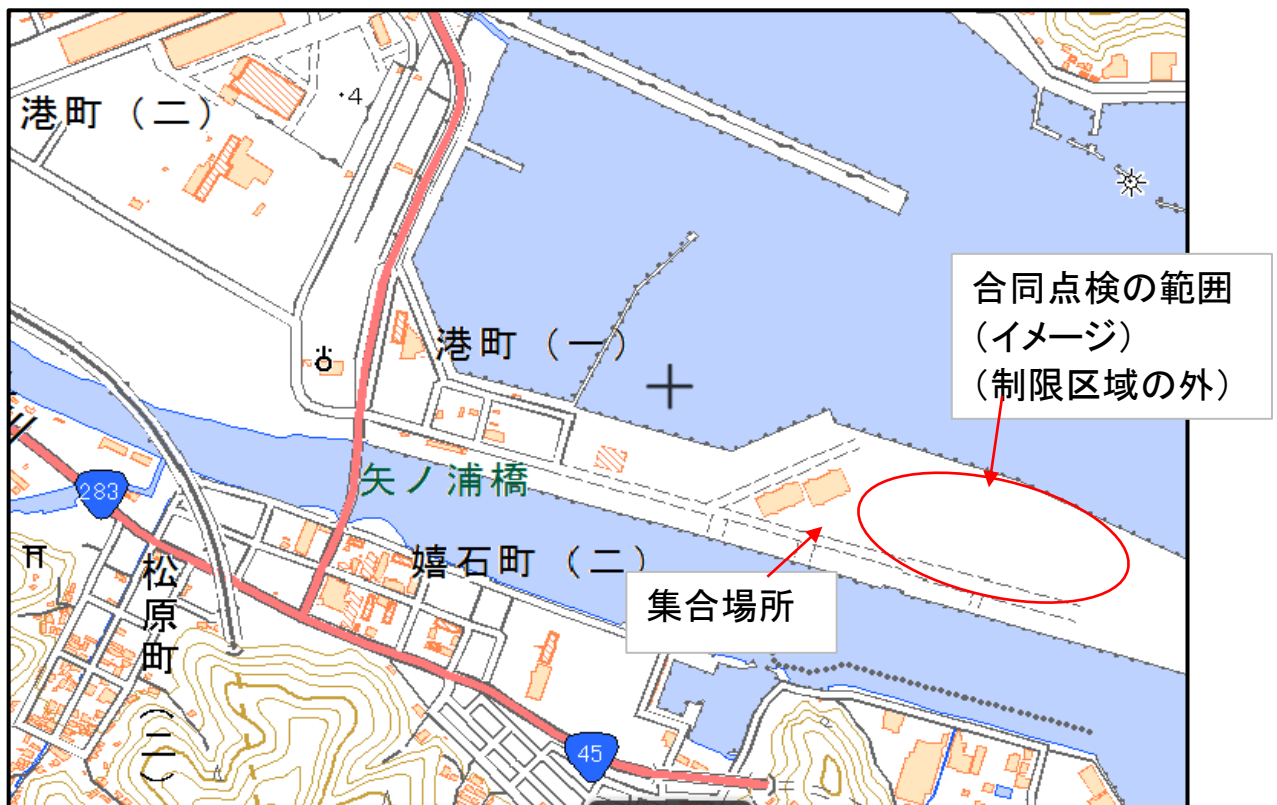 港町（二）
・4
合同点検の範囲
（イメージ）
（制限区域の外）
港町（一）
矢ノ浦橋
283
嬉石町（二）
松原町（二）
集合場所
45